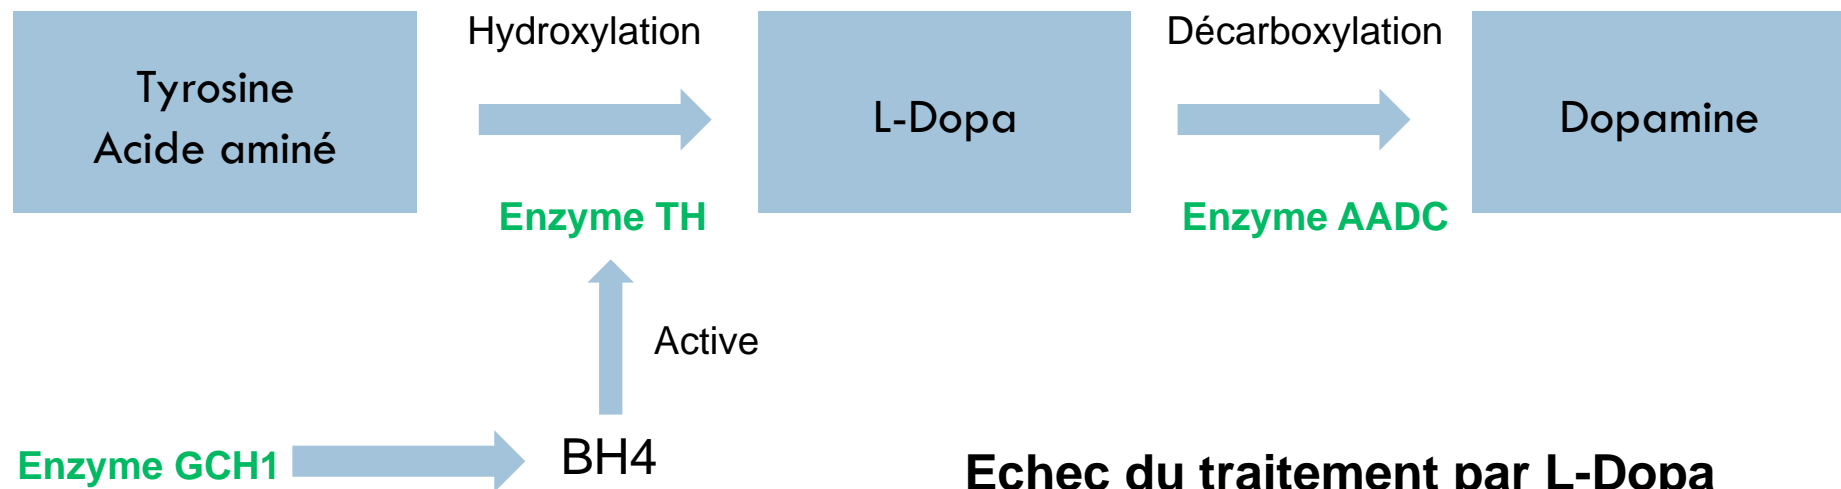 Hydroxylation
Décarboxylation
Tyrosine
Acide aminé
L-Dopa
Dopamine
Enzyme TH
Enzyme AADC
Active
Enzyme GCH1
BH4
Echec du traitement par L-Dopa